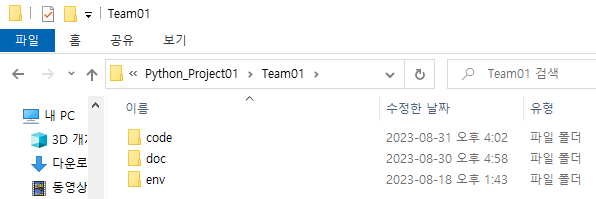 Team01
파일 홈 공유 보기
Python_Project01 Team01 Team01 검색
이름 수정한 날짜 유형
내 PC
3D 개
code 2023-08-31 오후 4:02 파일 폴더
다운로
doc 2023-08-30 오후 4:58 파일 폴더
동영상
env 2023-08-18 오후 1:43 파일 폴더